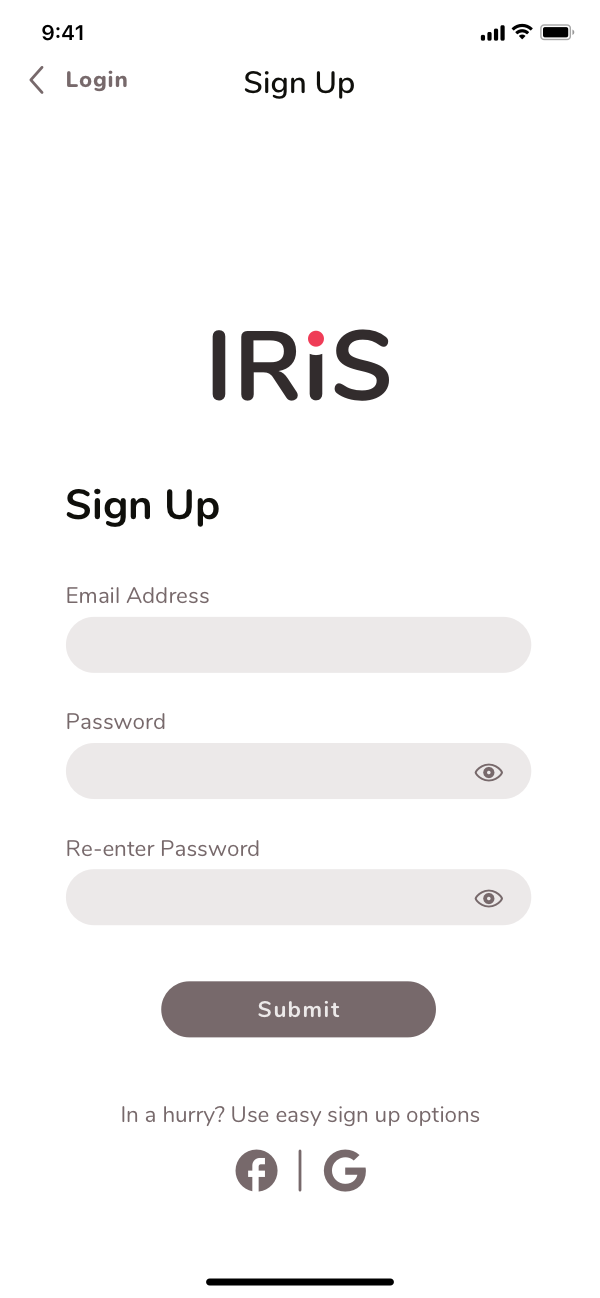 9:41
Login
Sign Up
IRiS
Sign Up
Email Address
Password
Re-enter Password
Submit
In a hurry? Use easy sign up options